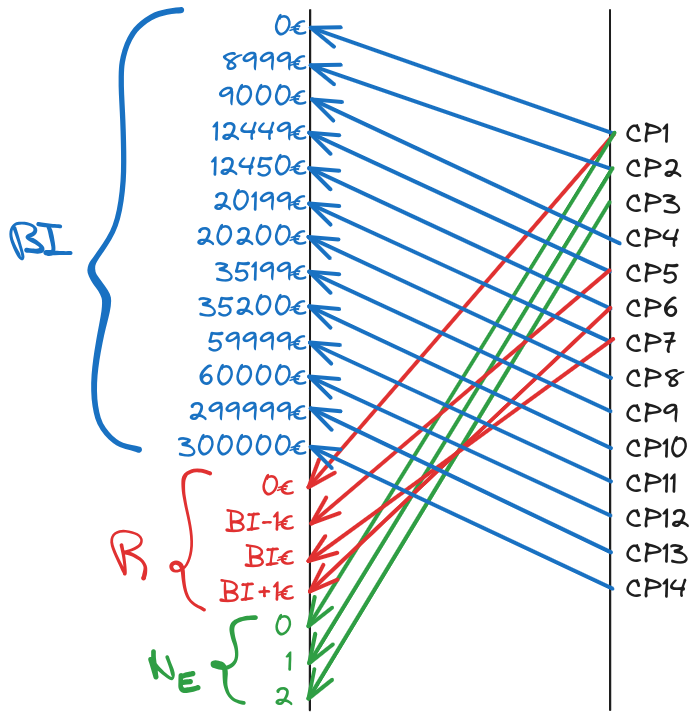 0€
8999€
9000€
12449€
12450€
20199€
BI
20200€
35199€
35200€
59999€
60000€
299999€
300000€
R
0€
BI-1€
BI€
BI+1€
NE
0
1
2
CP1
CP2
CP3
CP4
CP5
CP6
CP7
CP8
CP9
CP10
CP11
CP12
CP13
CP14